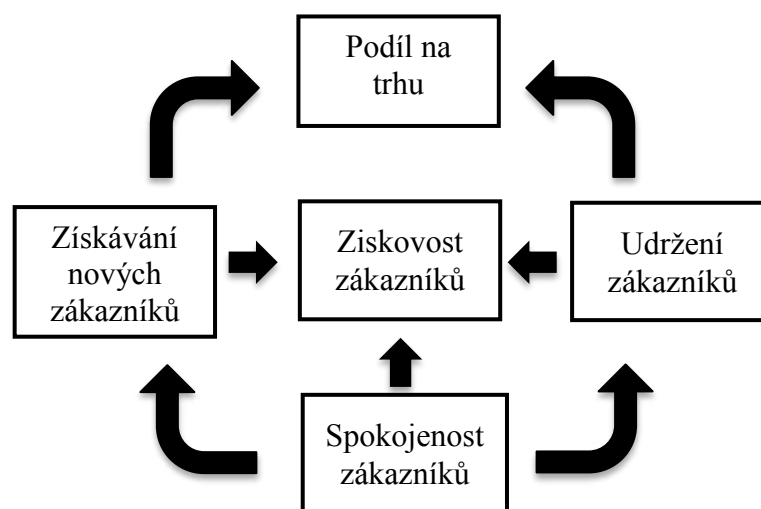 Podíl na
trhu
Získávání
nových
zákazníků
Ziskovost
zákazníků
Udržení
zákazníků
Spokojenost
zákazníků